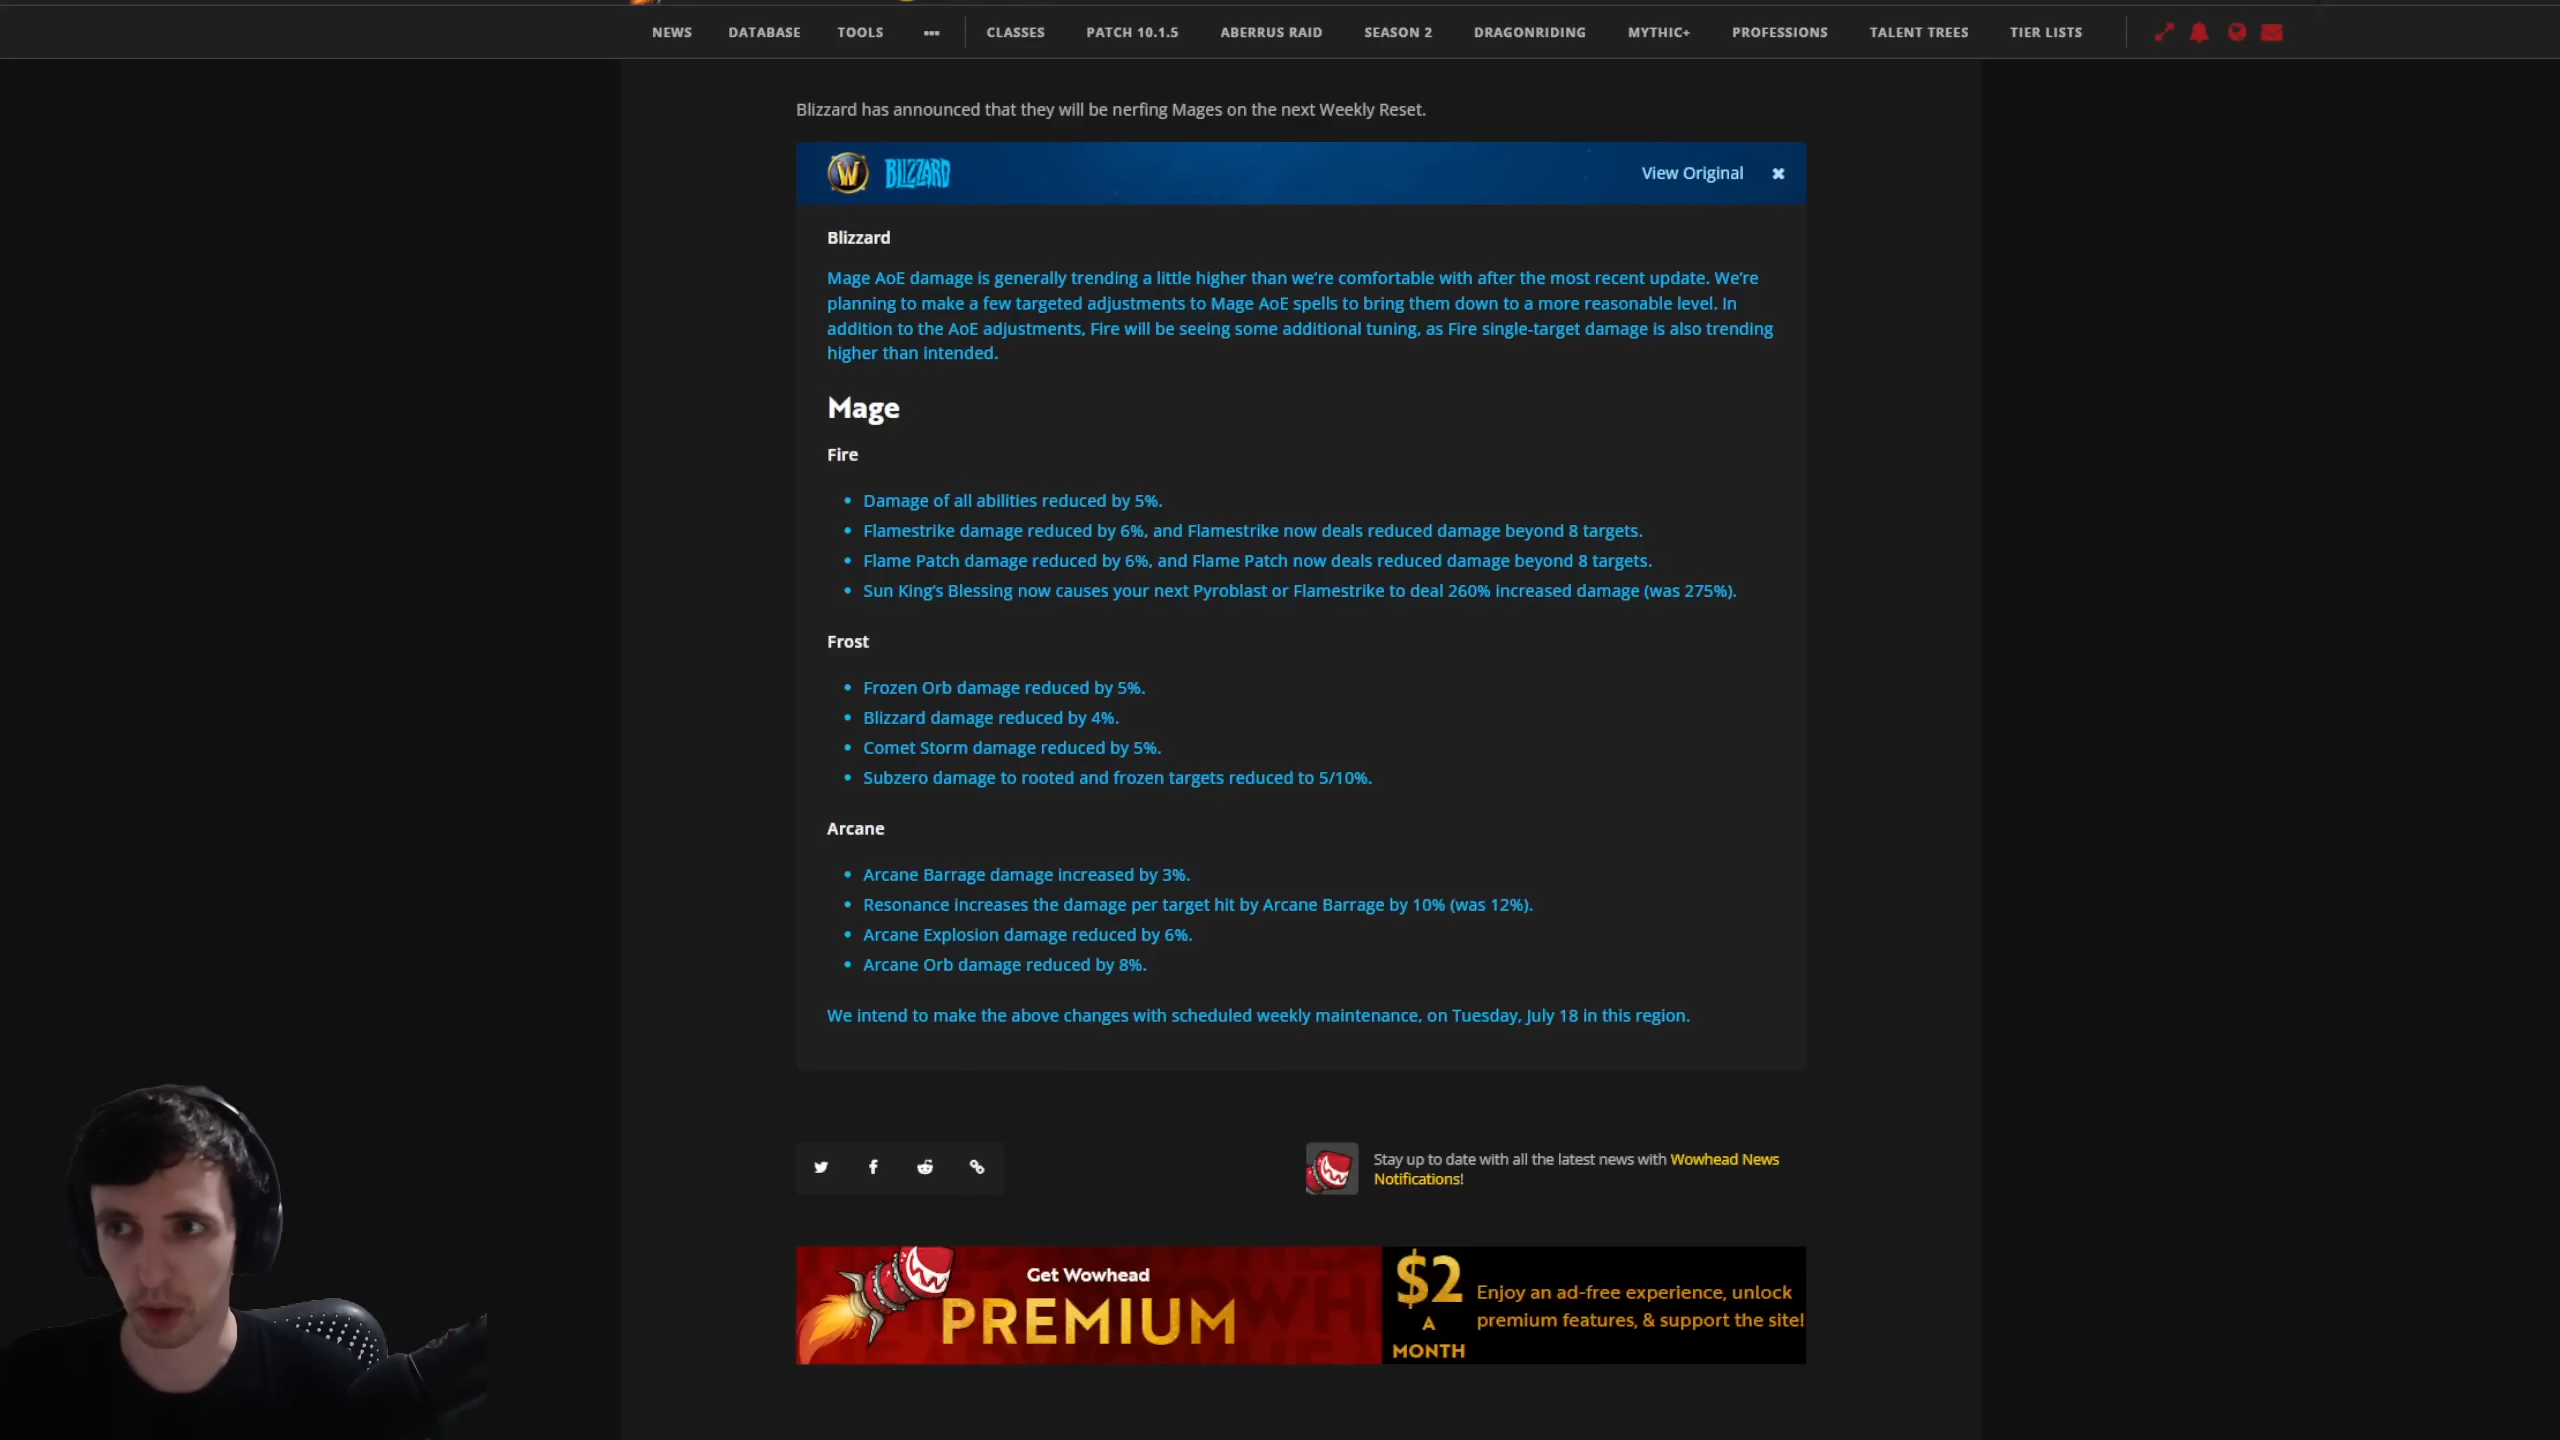 NEWS DATABASE TOOLS ••• CLASSES PATCH 10.1.5 ABERRUS RAID SEASON 2 DRAGONRIDING MYTHIC+ PROFESSIONS TALENT TREES TIER LISTS
Blizzard has announced that they will be nerfing Mages on the next Weekly Reset.
W BLIZZARD View Original
Blizzard
Mage AoE damage is generally trending a little higher than we're comfortable with after the most recent update. We're
planning to make a few targeted adjustments to Mage AoE spells to bring them down to a more reasonable level. In
addition to the AoE adjustments, Fire will be seeing some additional tuning, as Fire single-target damage is also trending
higher than intended.
Mage
Fire
• Damage of all abilities reduced by 5%.
• Flamestrike damage reduced by 6%, and Flamestrike now deals reduced damage beyond 8 targets.
• Flame Patch damage reduced by 6%, and Flame Patch now deals reduced damage beyond 8 targets.
• Sun King's Blessing now causes your next Pyroblast or Flamestrike to deal 260% increased damage (was 275%).
Frost
• Frozen Orb damage reduced by 5%.
• Blizzard damage reduced by 4%.
• Comet Storm damage reduced by 5%.
• Subzero damage to rooted and frozen targets reduced to 5/10%.
Arcane
• Arcane Barrage damage increased by 3%.
• Resonance increases the damage per target hit by Arcane Barrage by 10% (was 12%).
• Arcane Explosion damage reduced by 6%.
• Arcane Orb damage reduced by 8%.
We intend to make the above changes with scheduled weekly maintenance, on Tuesday, July 18 in this region.
Stay up to date with all the latest news with Wowhead News
Notifications!
Get Wowhead
PREMIUM
$2
A
MONTH
Enjoy an ad-free experience, unlock
premium features, & support the site!